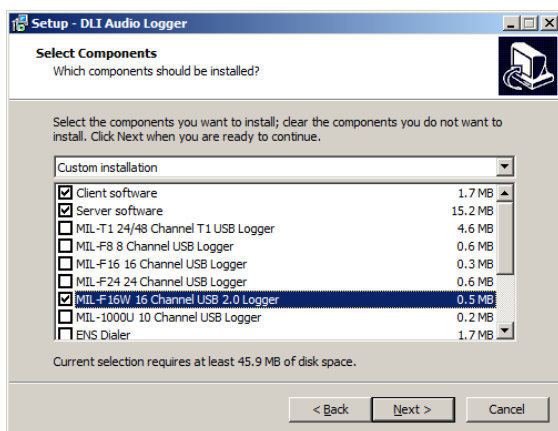 Setup - DLI Audio Logger
Select Components
Which components should be installed?
Select the components you want to install; clear the components you do not want to
install. Click Next when you are ready to continue.
Custom installation
Client software 1.7 MB
Server software 15.2 MB
MIL-T1 24/48 Channel T1 USB Logger 4.6 MB
MIL-F8 8 Channel USB Logger 0.6 MB
MIL-F16 16 Channel USB Logger 0.3 MB
MIL-F24 24 Channel USB Logger 0.6 MB
MIL-F16W 16 Channel USB 2.0 Logger 0.5 MB
MIL-1000U 10 Channel USB Logger 0.2 MB
ENS Dialer 1.7 MB
Current selection requires at least 45.9 MB of disk space.
< Back Next > Cancel